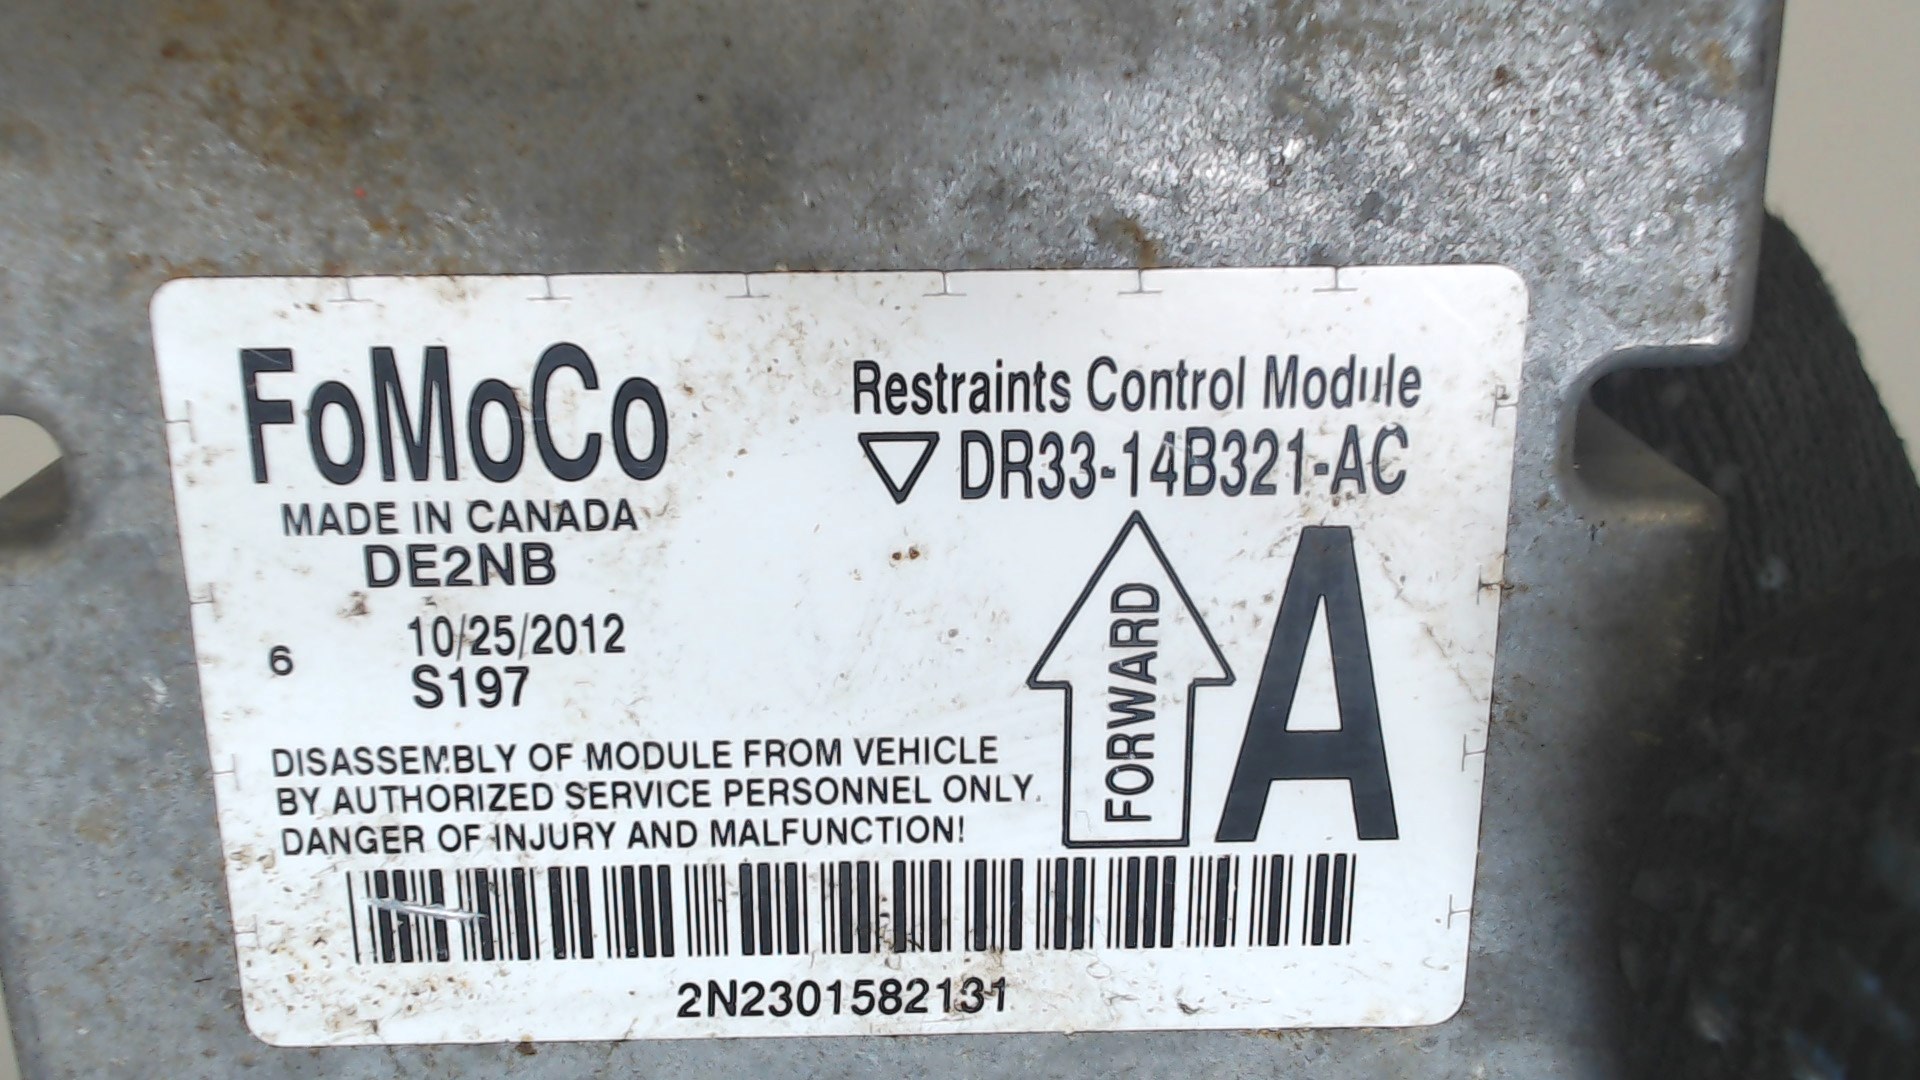 FoMoCo
MADE IN CANADA
DE2NB
Restraints Control Module
DR33-14B321-AC
6
10/25/2012
S197
FORWARD
A
DISASSEMBLY OF MODULE FROM VEHICLE
BY AUTHORIZED SERVICE PERSONNEL ONLY.
DANGER OF INJURY AND MALFUNCTION!
2N2301582131